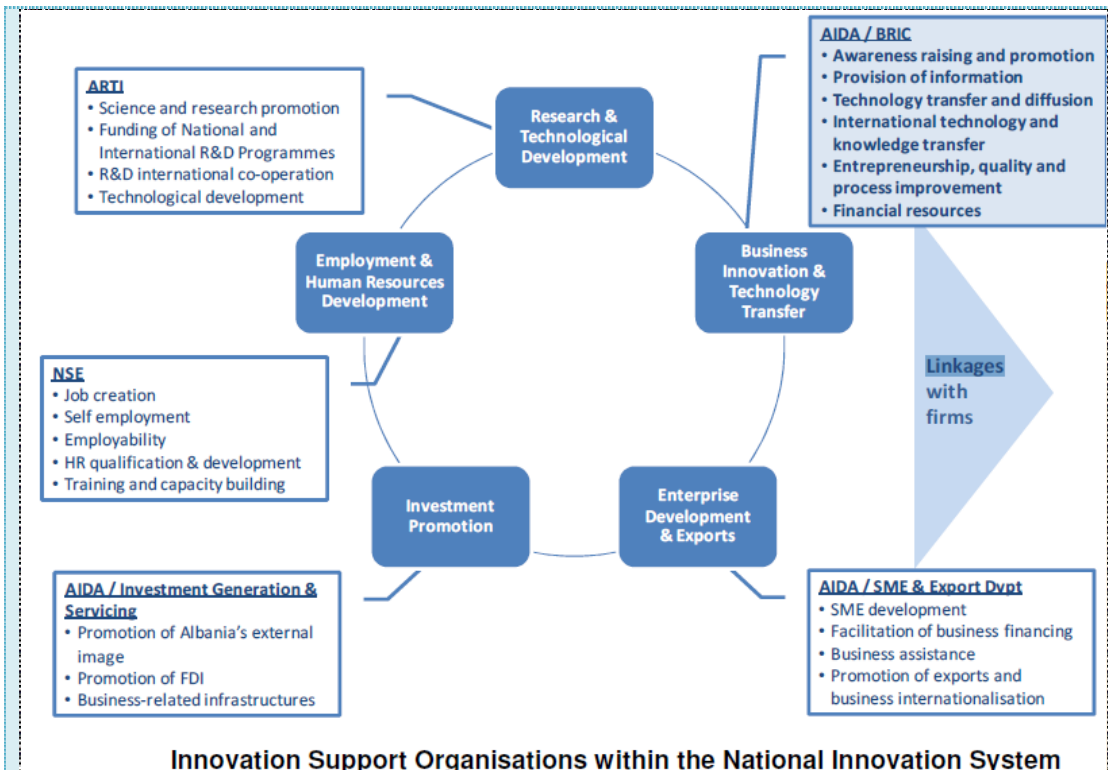 ARTI
• Science and research promotion
• Funding of National and
International R&D Programmes
• R&D international co-operation
• Technological development
Research &
Technological
Development
AIDA / BRIC
• Awareness raising and promotion
• Provision of information
• Technology transfer and diffusion
• International technology and
knowledge transfer
• Entrepreneurship, quality and
process improvement
• Financial resources
Employment &
Human Resources
Development
Business
Innovation &
Technology
Transfer
NSE
• Job creation
• Self employment
• Employability
• HR qualification & development
• Training and capacity building
Linkages
with
firms
Investment
Promotion
Enterprise
Development
& Exports
AIDA / Investment Generation &
Servicing
• Promotion of Albania’s external
image
• Promotion of FDI
• Business-related infrastructures
AIDA / SME & Export Dvpt
• SME development
• Facilitation of business financing
• Business assistance
• Promotion of exports and
business internationalisation
Innovation Support Organisations within the National Innovation System